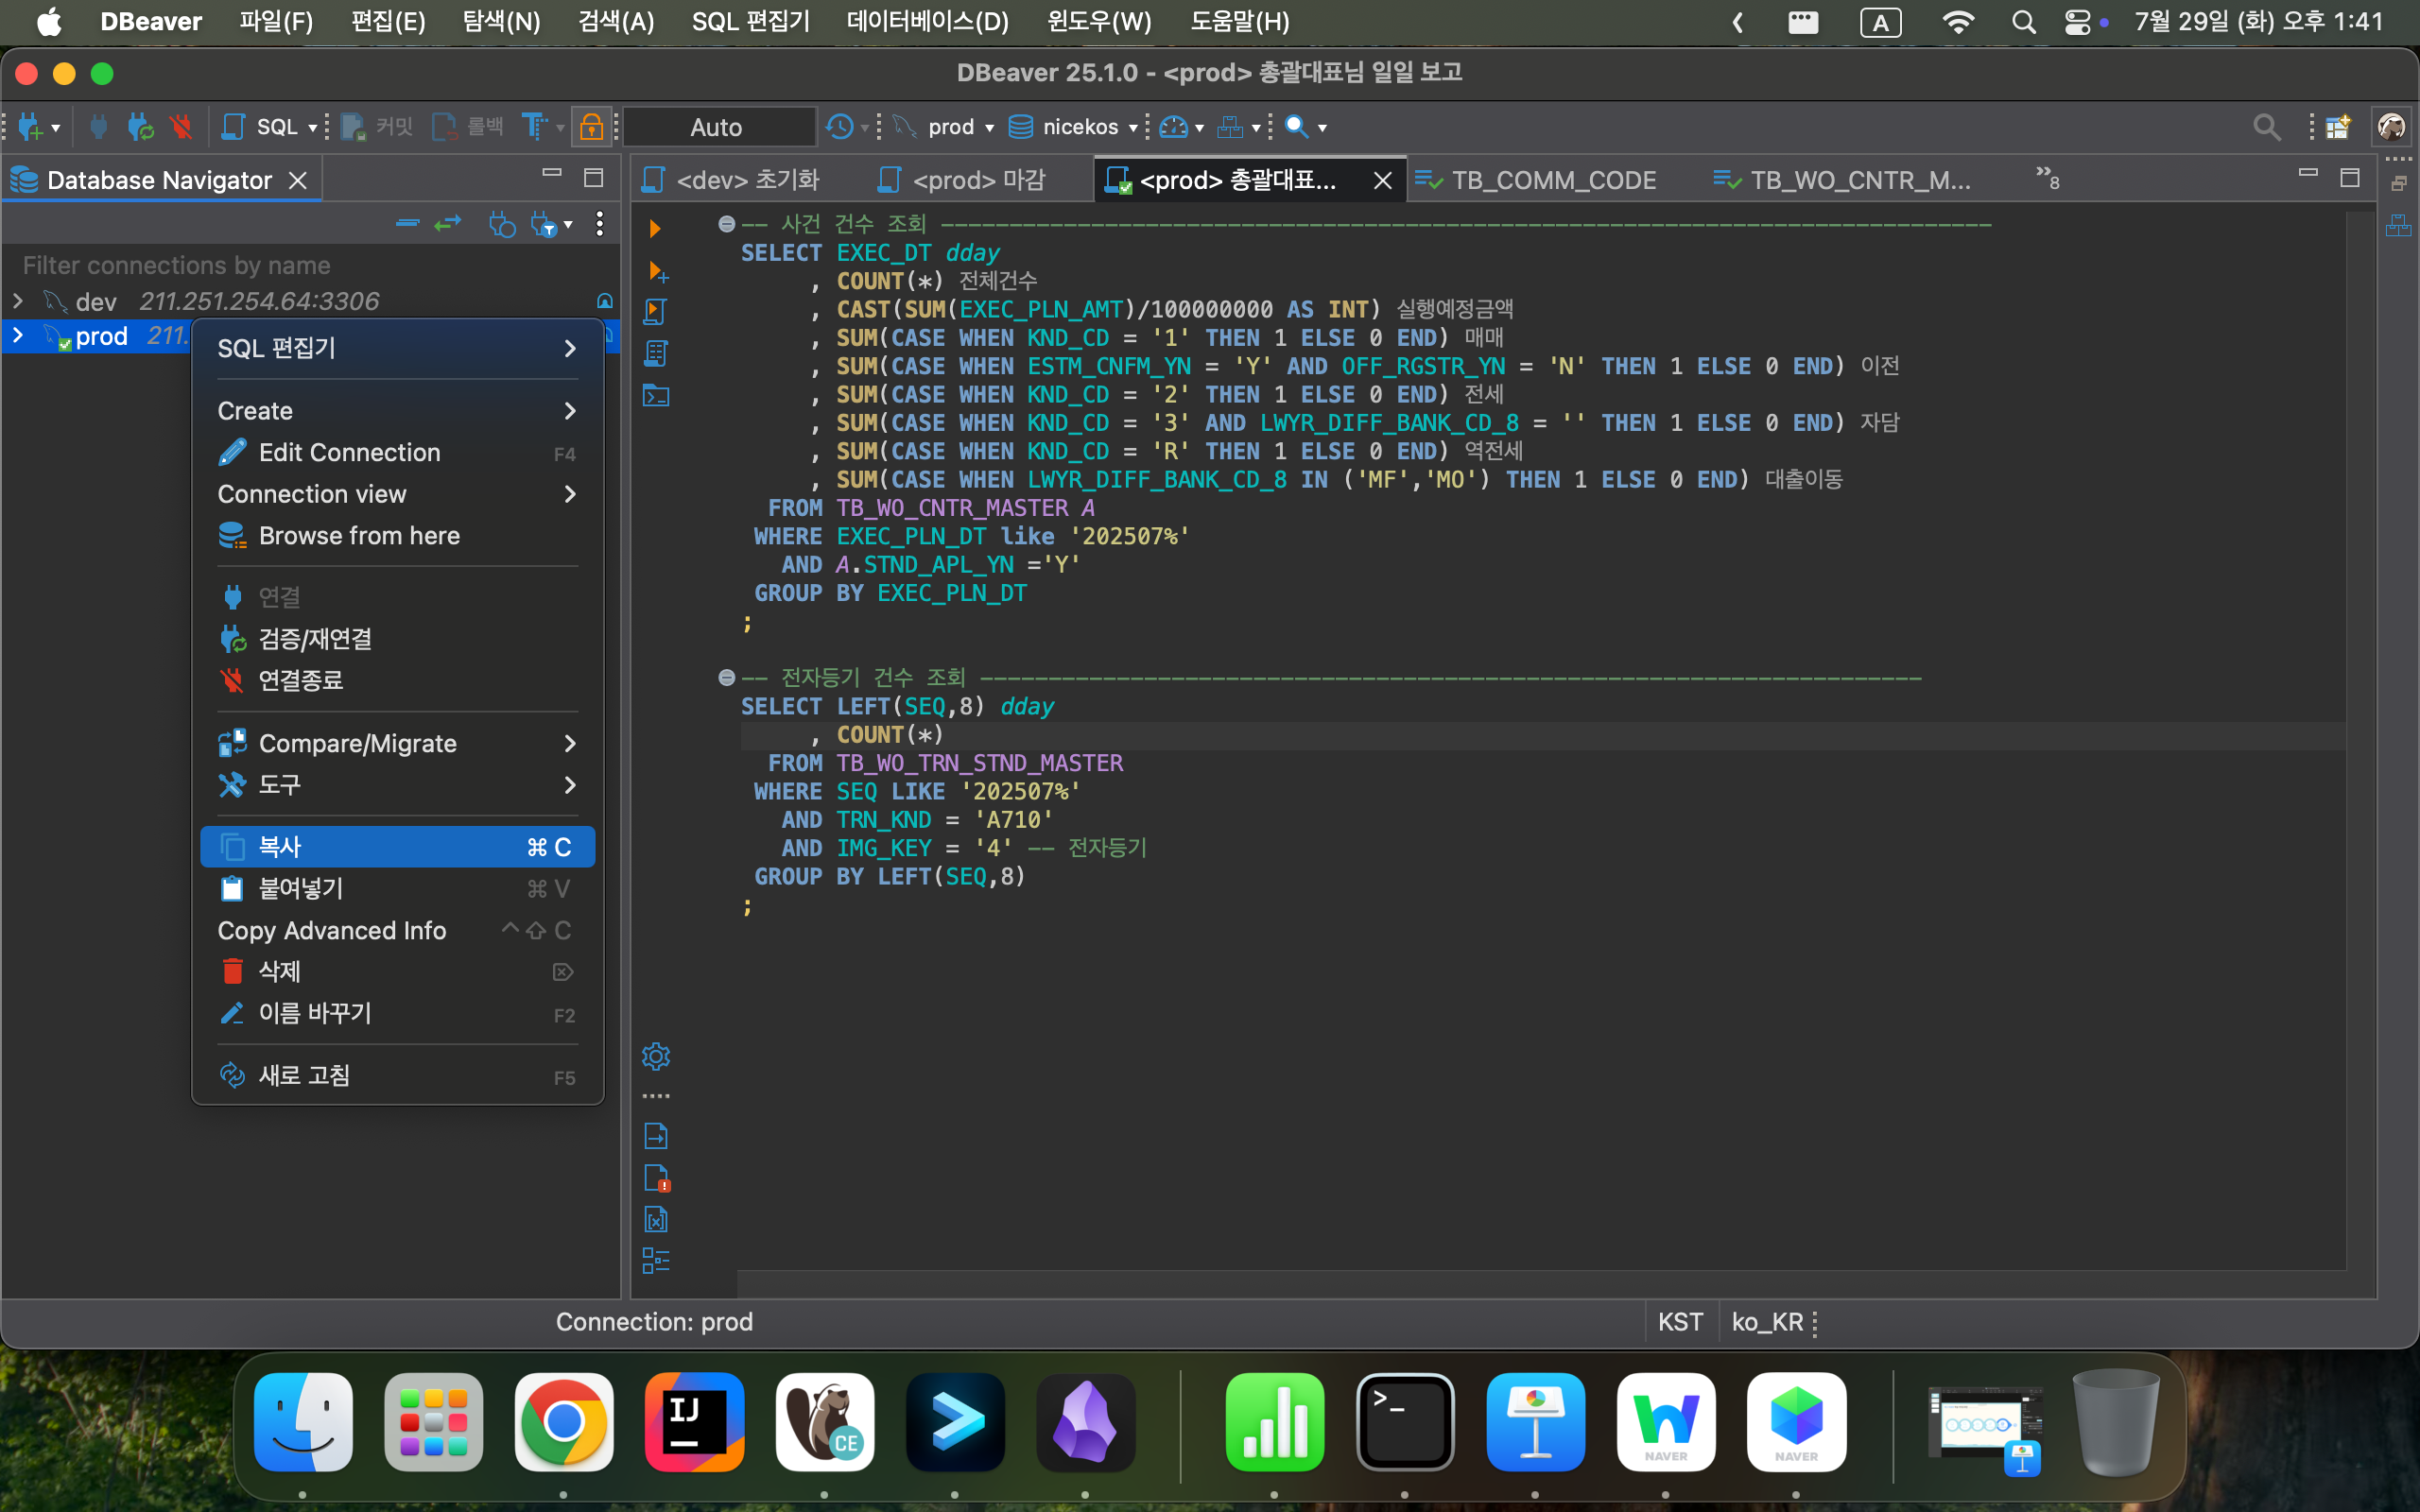 DBeaver 파일(F) 편집(E) 탐색(N) 검색(A) SQL 편집기 데이터베이스(D) 윈도우(W) 도움말(H) A 7월 29일 (화) 오후 1:41
DBeaver 25.1.0 - <prod> 총괄대표님 일일 보고
SQL 커밋 롤백 Auto prod nicekos
Database Navigator
<dev> 초기화 <prod> 마감 <prod> 총괄대표... TB_COMM_CODE TB_WO_CNTR_M... »8
Filter connections by name
dev 211.251.254.64:3306
prod 211.
SQL 편집기
Create
Edit Connection F4
Connection view
Browse from here
연결
검증/재연결
연결종료
Compare/Migrate
도구
복사 ⌘ C
붙여넣기 ⌘ V
Copy Advanced Info ^⇧ C
삭제 ⌦
이름 바꾸기 F2
새로 고침 F5
-- 사건 건수 조회 -----------------------------------------------------------------------------
SELECT EXEC_DT dday
, COUNT(*) 전체건수
, CAST(SUM(EXEC_PLN_AMT)/100000000 AS INT) 실행예정금액
, SUM(CASE WHEN KND_CD = '1' THEN 1 ELSE 0 END) 매매
, SUM(CASE WHEN ESTM_CNFM_YN = 'Y' AND OFF_RGSTR_YN = 'N' THEN 1 ELSE 0 END) 이전
, SUM(CASE WHEN KND_CD = '2' THEN 1 ELSE 0 END) 전세
, SUM(CASE WHEN KND_CD = '3' AND LWYR_DIFF_BANK_CD_8 = '' THEN 1 ELSE 0 END) 자담
, SUM(CASE WHEN KND_CD = 'R' THEN 1 ELSE 0 END) 역전세
, SUM(CASE WHEN LWYR_DIFF_BANK_CD_8 IN ('MF','MO') THEN 1 ELSE 0 END) 대출이동
FROM TB_WO_CNTR_MASTER A
WHERE EXEC_PLN_DT like '202507%'
AND A.STND_APL_YN ='Y'
GROUP BY EXEC_PLN_DT
;
-- 전자등기 건수 조회 ---------------------------------------------------------------------
SELECT LEFT(SEQ,8) dday
, COUNT(*)
FROM TB_WO_TRN_STND_MASTER
WHERE SEQ LIKE '202507%'
AND TRN_KND = 'A710'
AND IMG_KEY = '4' -- 전자등기
GROUP BY LEFT(SEQ,8)
;
Connection: prod KST ko_KR
IJ CE >_ NAVER NAVER